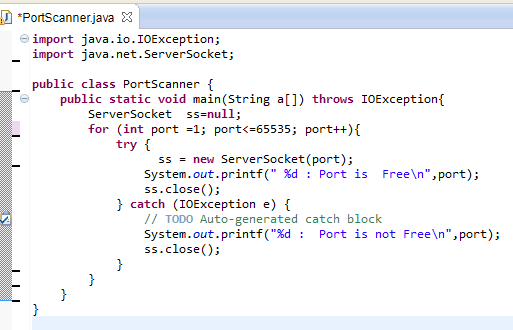 *PortScanner.java
import java.io.IOException;
import java.net.ServerSocket;
public class PortScanner {
public static void main(String a[]) throws IOException{
ServerSocket  ss=null;
for (int port =1; port<=65535; port++){
try {
ss = new ServerSocket(port);
System.out.printf(" %d : Port is  Free\n",port);
ss.close();
} catch (IOException e) {
// TODO Auto-generated catch block
System.out.printf("%d :  Port is not Free\n",port);
ss.close();
}
}
}
}